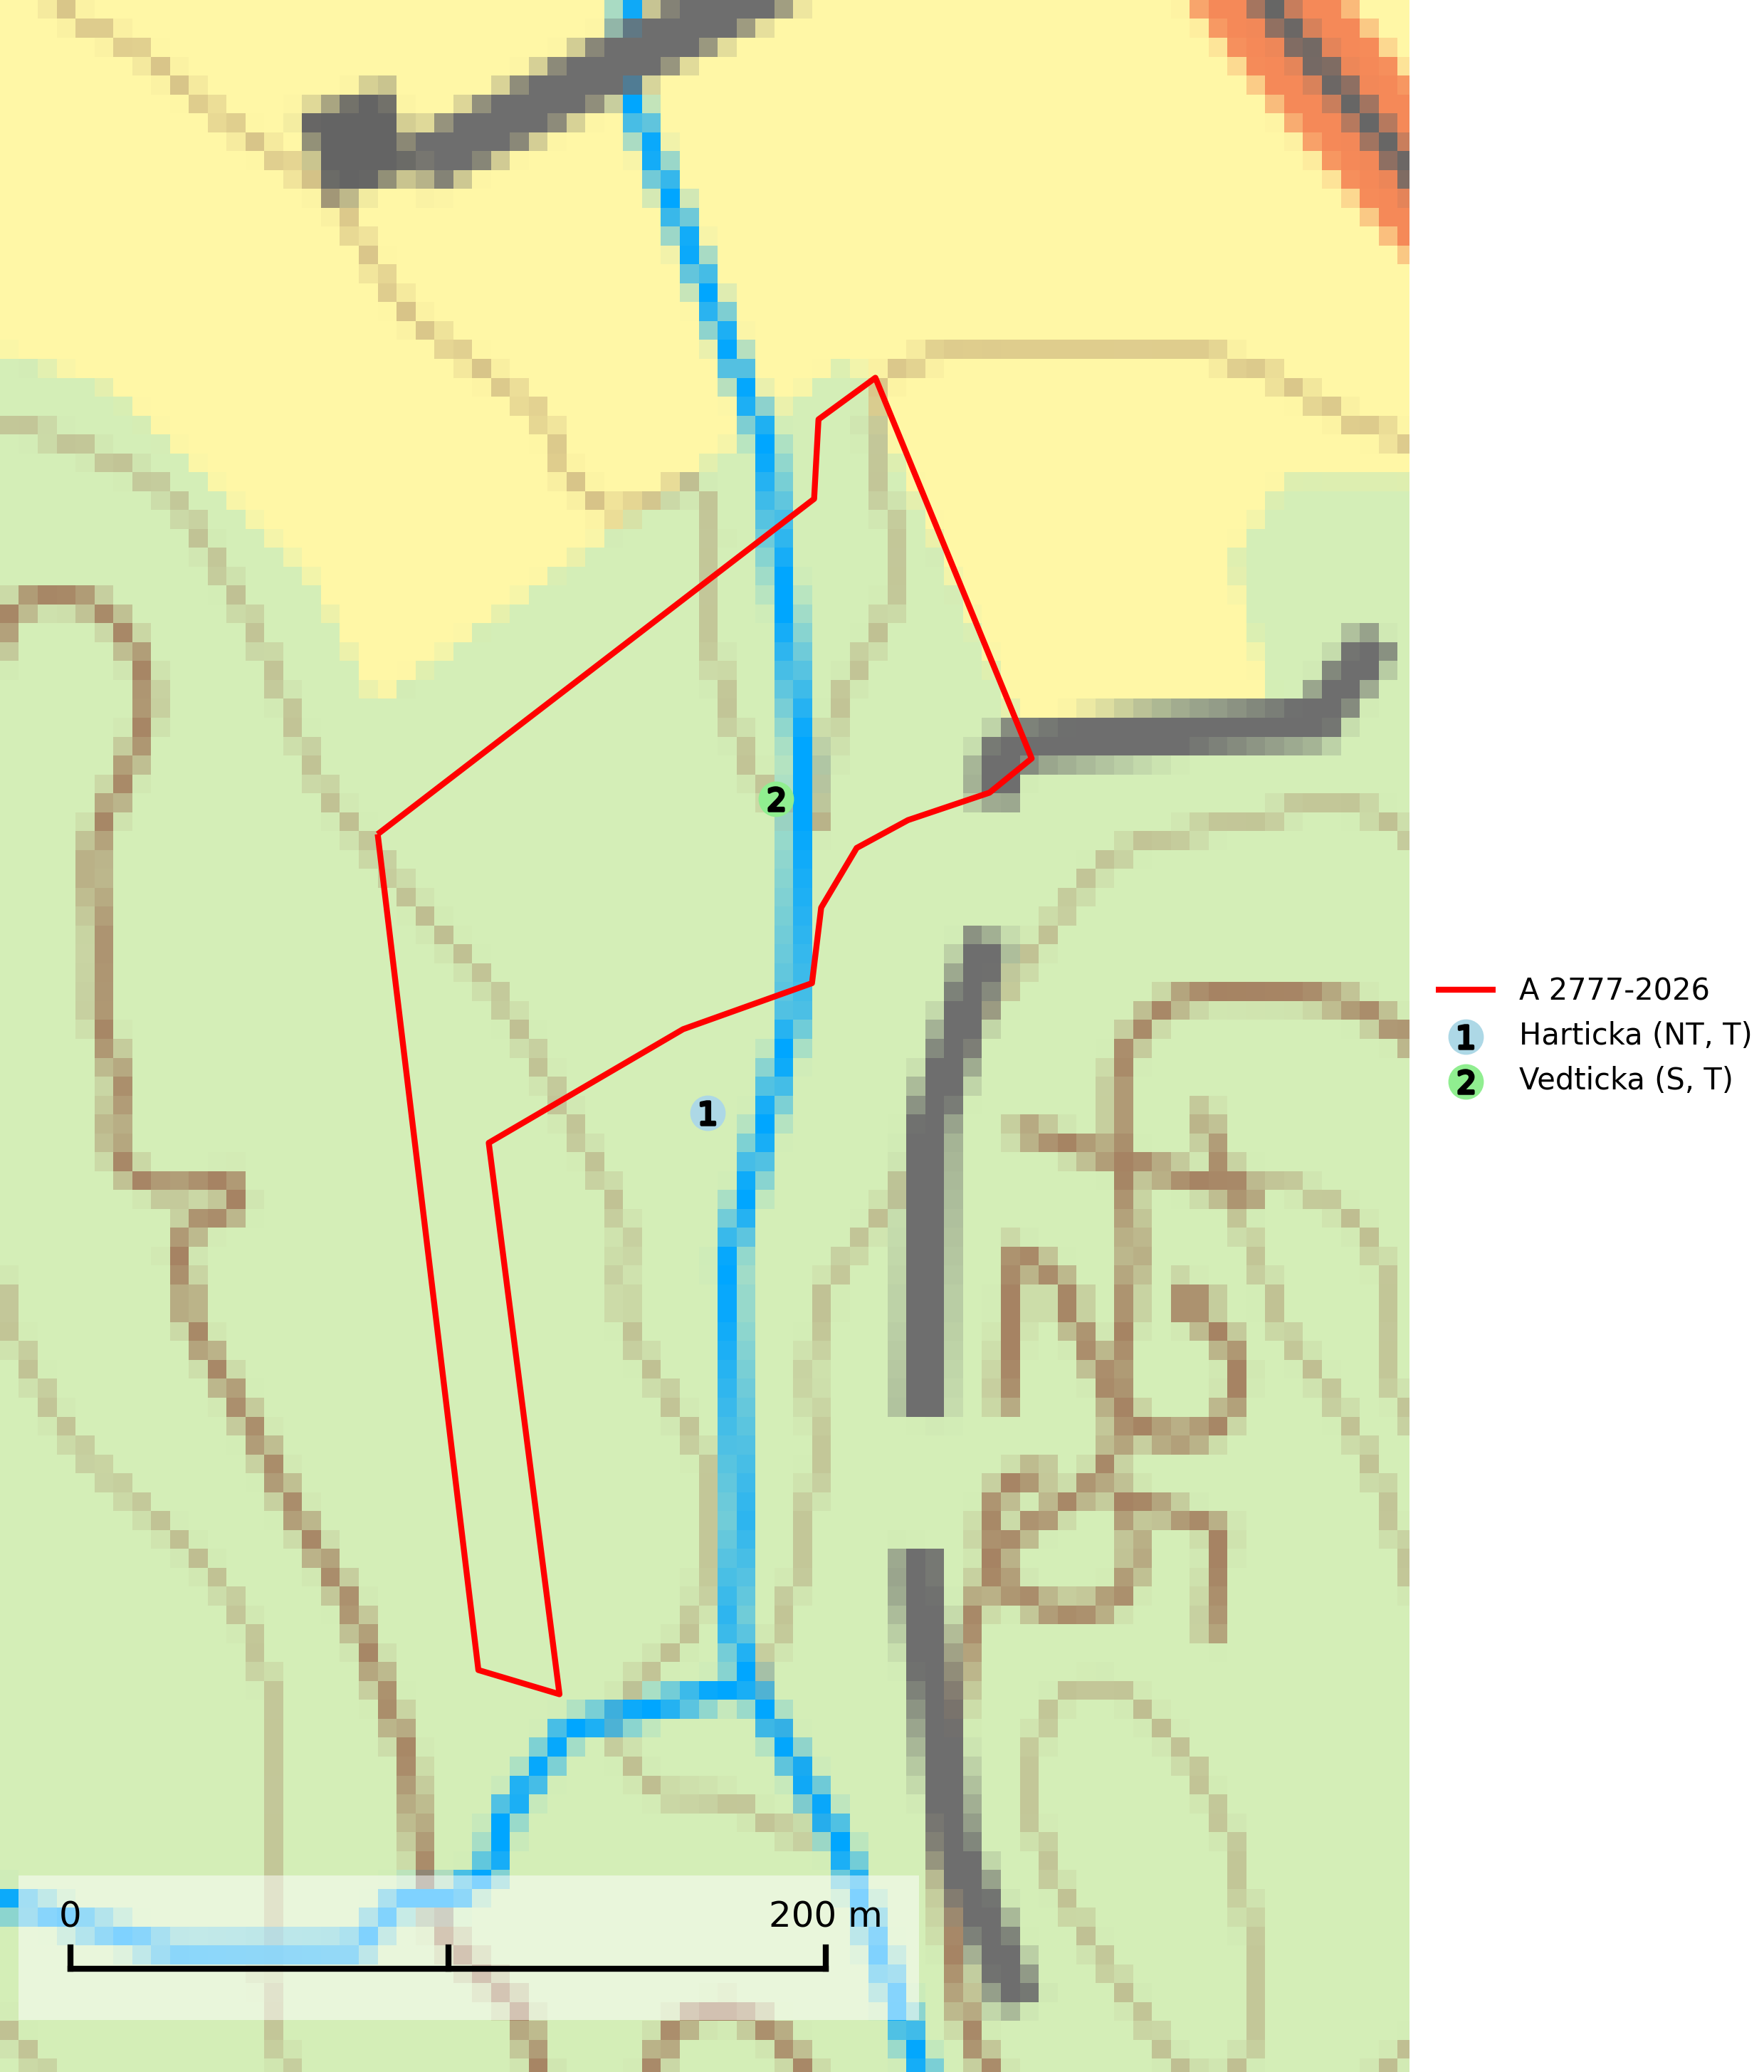 2
1
A 2777-2026
1 Harticka (NT, T)
2 Vedticka (S, T)
0 200 m